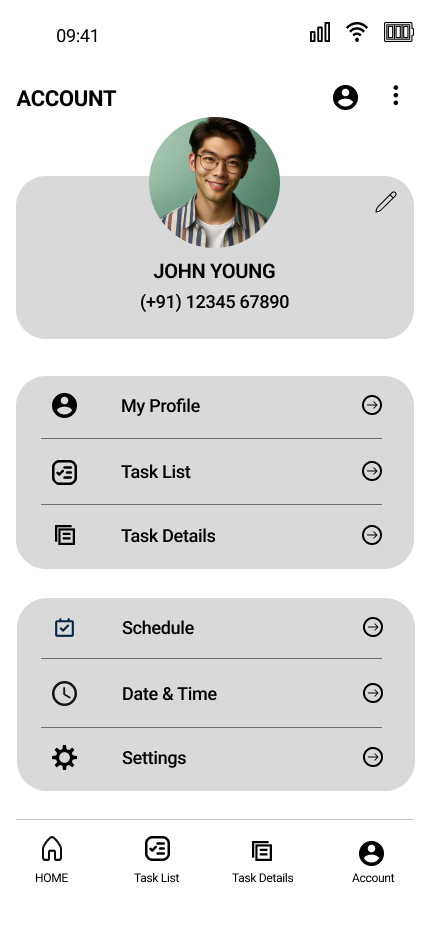 09:41
ACCOUNT
JOHN YOUNG
(+91) 12345 67890
My Profile
Task List
Task Details
Schedule
Date & Time
Settings
HOME
Task List
Task Details
Account